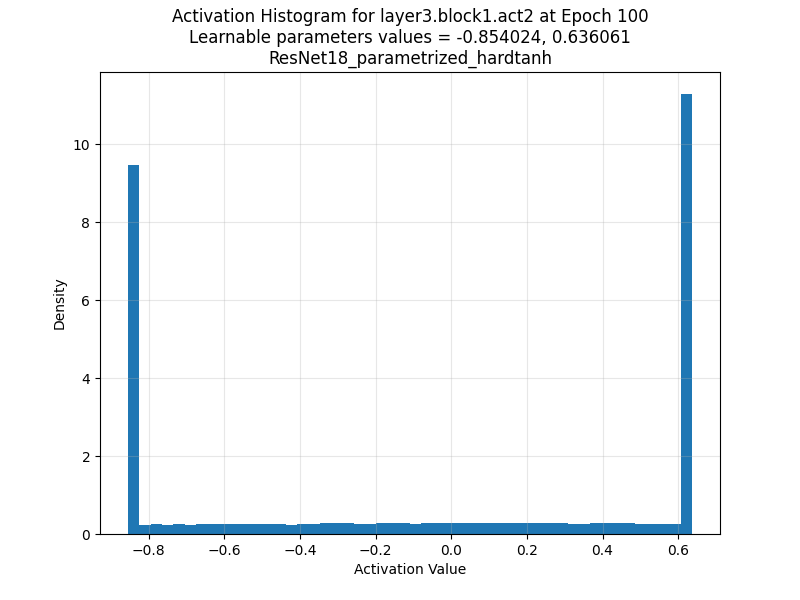 Activation Histogram for layer3.block1.act2 at Epoch 100
Learnable parameters values = -0.854024, 0.636061
ResNet18_parametrized_hardtanh
10
8
6
4
2
0
Density
−0.8 −0.6 −0.4 −0.2 0.0 0.2 0.4 0.6
Activation Value